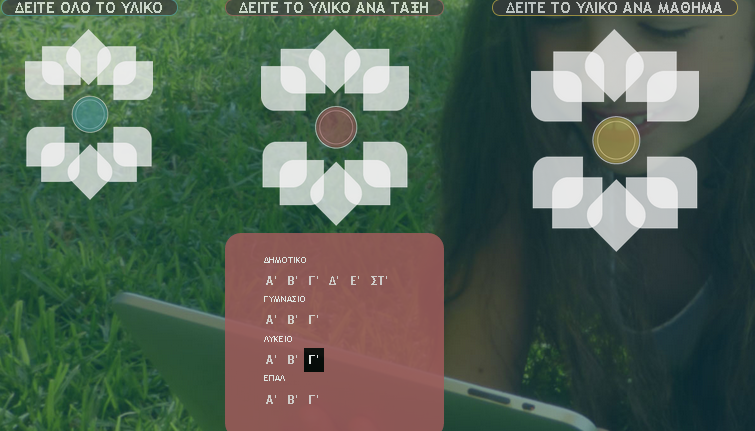 ΔΕΙΤΕ ΟΛΟ ΤΟ ΥΛΙΚΟ
ΔΕΙΤΕ ΤΟ ΥΛΙΚΟ ΑΝΑ ΤΑΞΗ
ΔΕΙΤΕ ΤΟ ΥΛΙΚΟ ΑΝΑ ΜΑΘΗΜΑ
ΔΗΜΟΤΙΚΟ
Α' Β' Γ' Δ' Ε' ΣΤ'
ΓΥΜΝΑΣΙΟ
Α' Β' Γ'
ΛΥΚΕΙΟ
Α' Β' Γ'
ΕΠΑΛ
Α' Β' Γ'